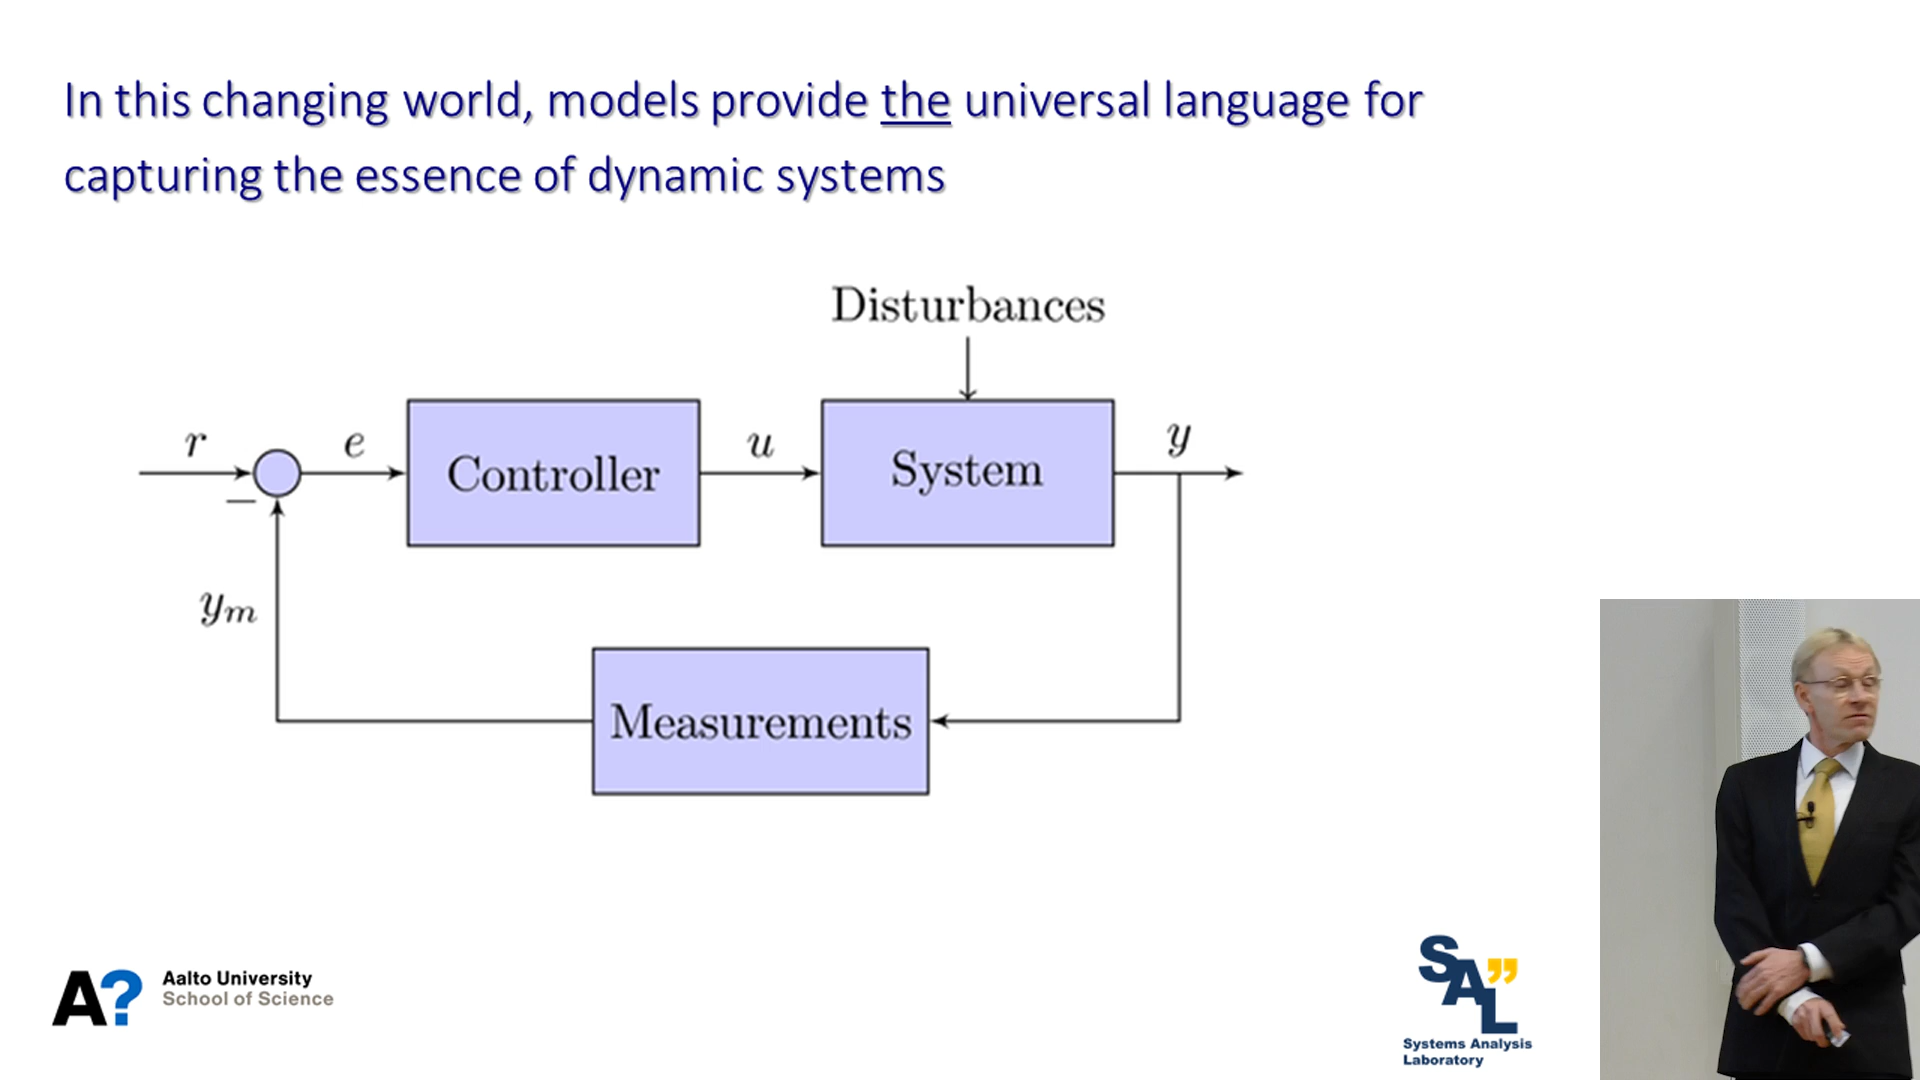 In this changing world, models provide the universal language for
capturing the essence of dynamic systems
Disturbances
r
e
Controller
u
System
y
−
y_m
Measurements
A?
Aalto University
School of Science
SAL”
Systems Analysis
Laboratory